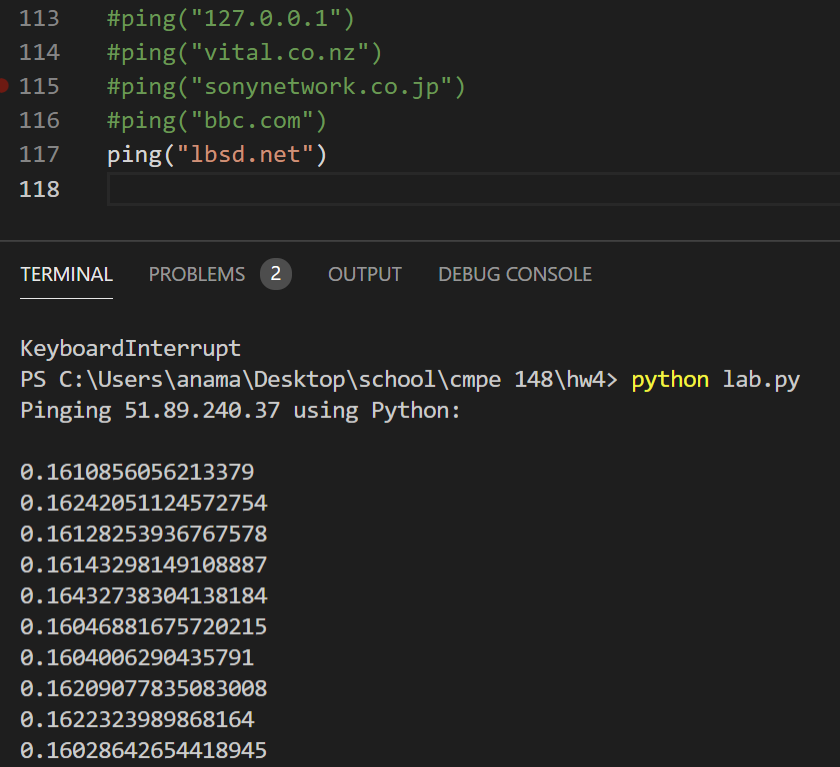 113 #ping("127.0.0.1")
114 #ping("vital.co.nz")
115 #ping("sonynetwork.co.jp")
116 #ping("bbc.com")
117 ping("lbsd.net")
118
TERMINAL PROBLEMS 2 OUTPUT DEBUG CONSOLE
KeyboardInterrupt
PS C:\Users\anama\Desktop\school\cmpe 148\hw4> python lab.py
Pinging 51.89.240.37 using Python:
0.1610856056213379
0.16242051124572754
0.16128253936767578
0.16143298149108887
0.16432738304138184
0.16046881675720215
0.1604006290435791
0.16209077835083008
0.1622323989868164
0.16028642654418945